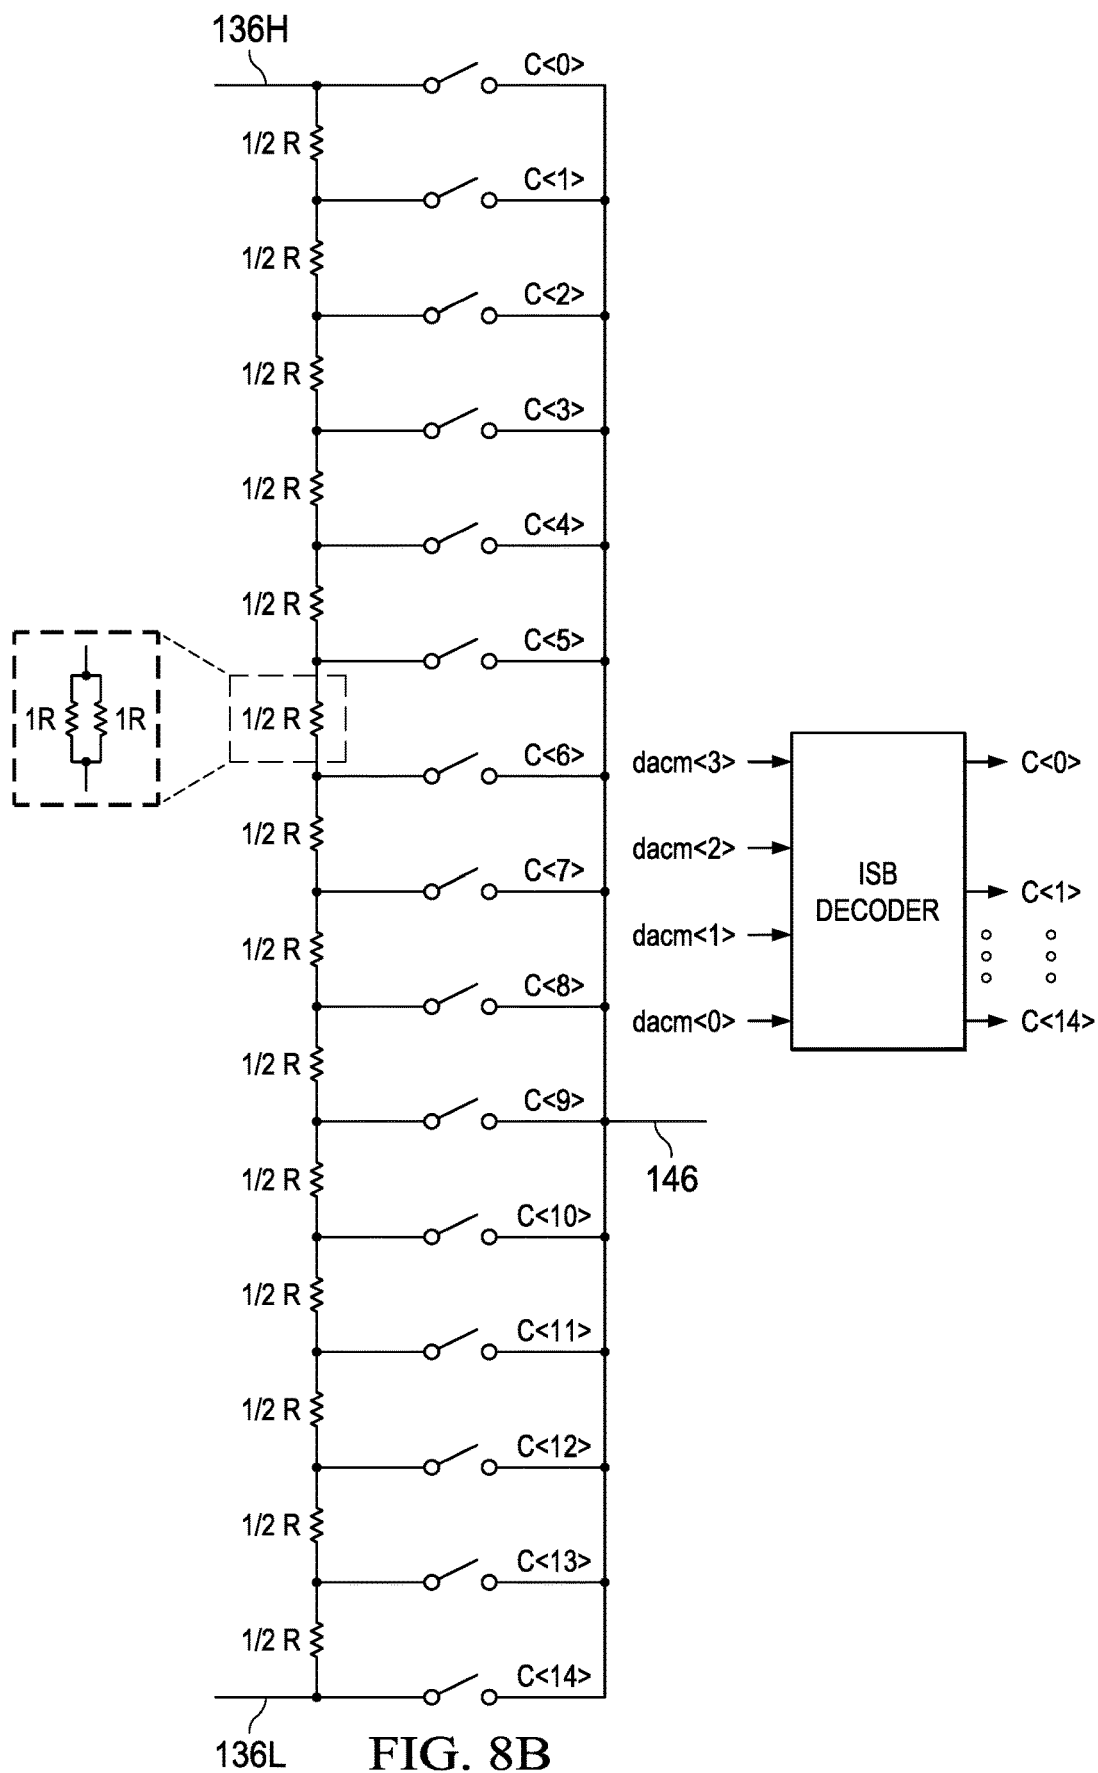 136H
C<0>
1/2 R
C<1>
1/2 R
C<2>
1/2 R
C<3>
1/2 R
C<4>
1/2 R
C<5>
1R 1R
1/2 R
C<6>
1/2 R
C<7>
1/2 R
C<8>
1/2 R
C<9>
146
1/2 R
C<10>
1/2 R
C<11>
1/2 R
C<12>
1/2 R
C<13>
1/2 R
C<14>
136L
dacm<3>
dacm<2>
dacm<1>
dacm<0>
ISB
DECODER
C<0>
C<1>
C<14>
FIG. 8B